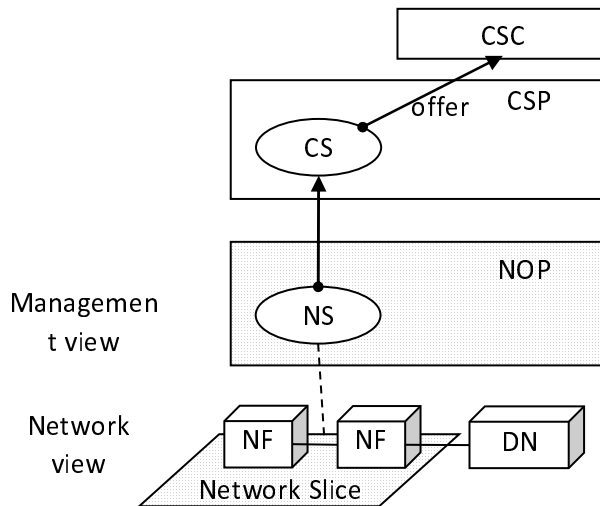 CSC
offer
CSP
CS
NOP
Managemen
t view
NS
Network
view
NF
NF
DN
Network Slice